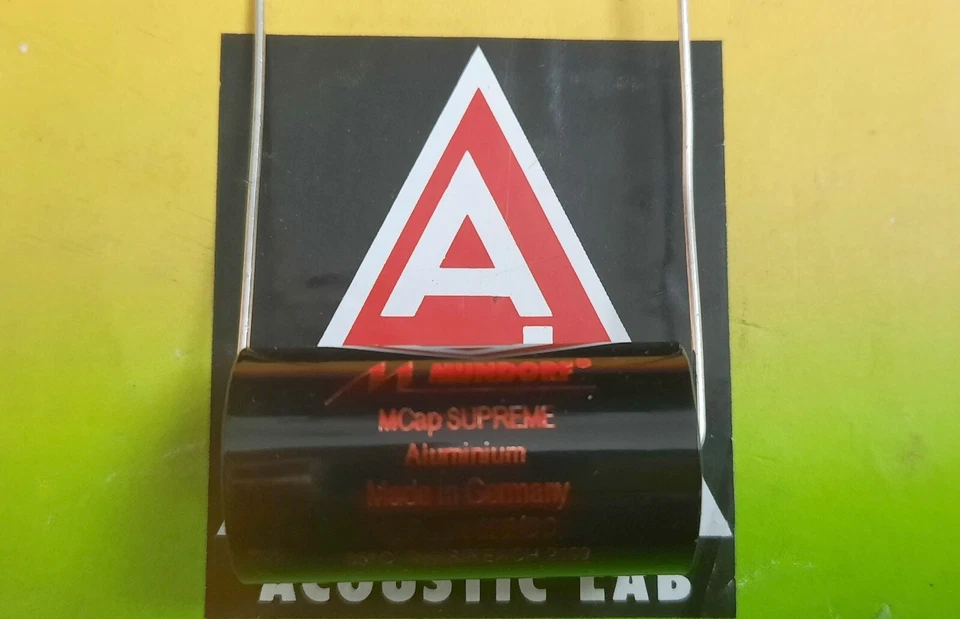 A
MUNDORF®
MCap SUPREME
Aluminium
Made in Germany
ACOUSTIC LAB